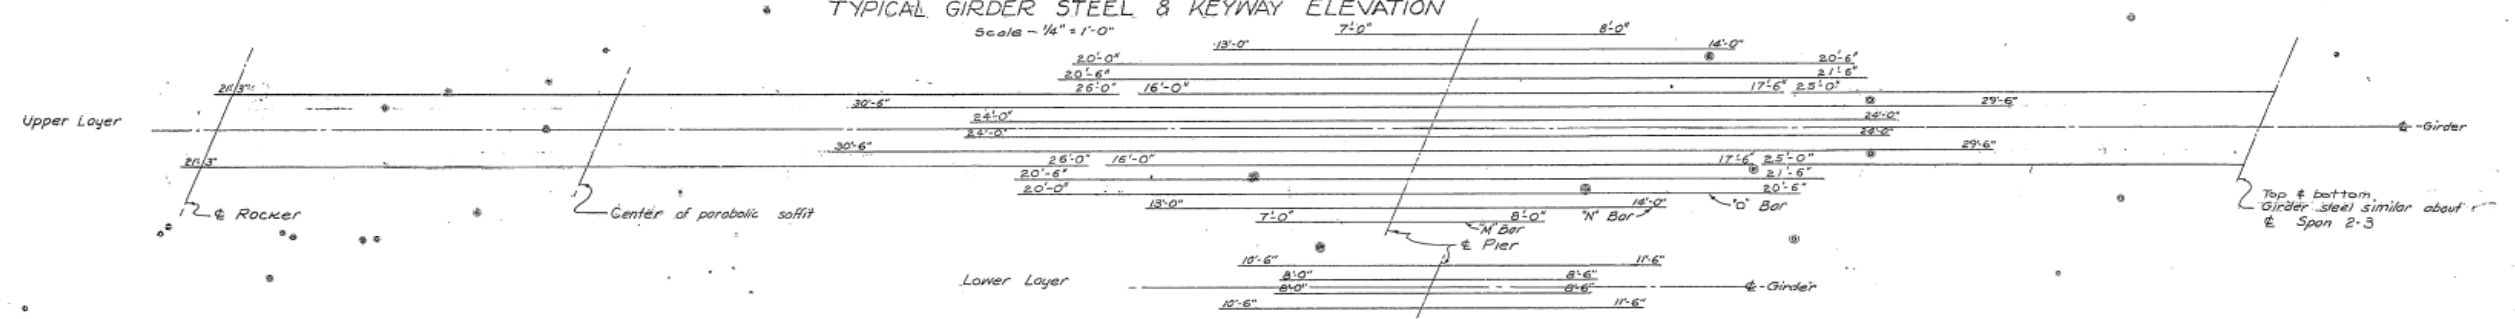 TYPICAL GIRDER STEEL & KEYWAY ELEVATION
Scale - 1/4" = 1'-0"
7'-0" 8'-0"
13'-0" 14'-0"
20'-0" 20'-6"
20'-6" 21'-6"
21'-3" 26'-0" 16'-0" 17'-6" 25'-0"
30'-6" 29'-6"
24'-0" 24'-0"
Upper Layer ℄ -Girder
24'-0" 24'-0"
30'-6" 29'-6"
21'-3" 26'-0" 16'-0" 17'-6" 25'-0"
20'-6" 21'-6"
20'-0" 20'-6"
13'-0" 14'-0"
7'-0" 8'-0" "M" Bar "N" Bar "O" Bar
℄ Rocker
Center of parabolic soffit
℄ Pier
Top & bottom
Girder steel similar about
℄ Span 2-3
10'-6" 11'-6"
8'-0" 8'-6"
Lower Layer ℄ -Girder
8'-0" 8'-6"
10'-6" 11'-6"